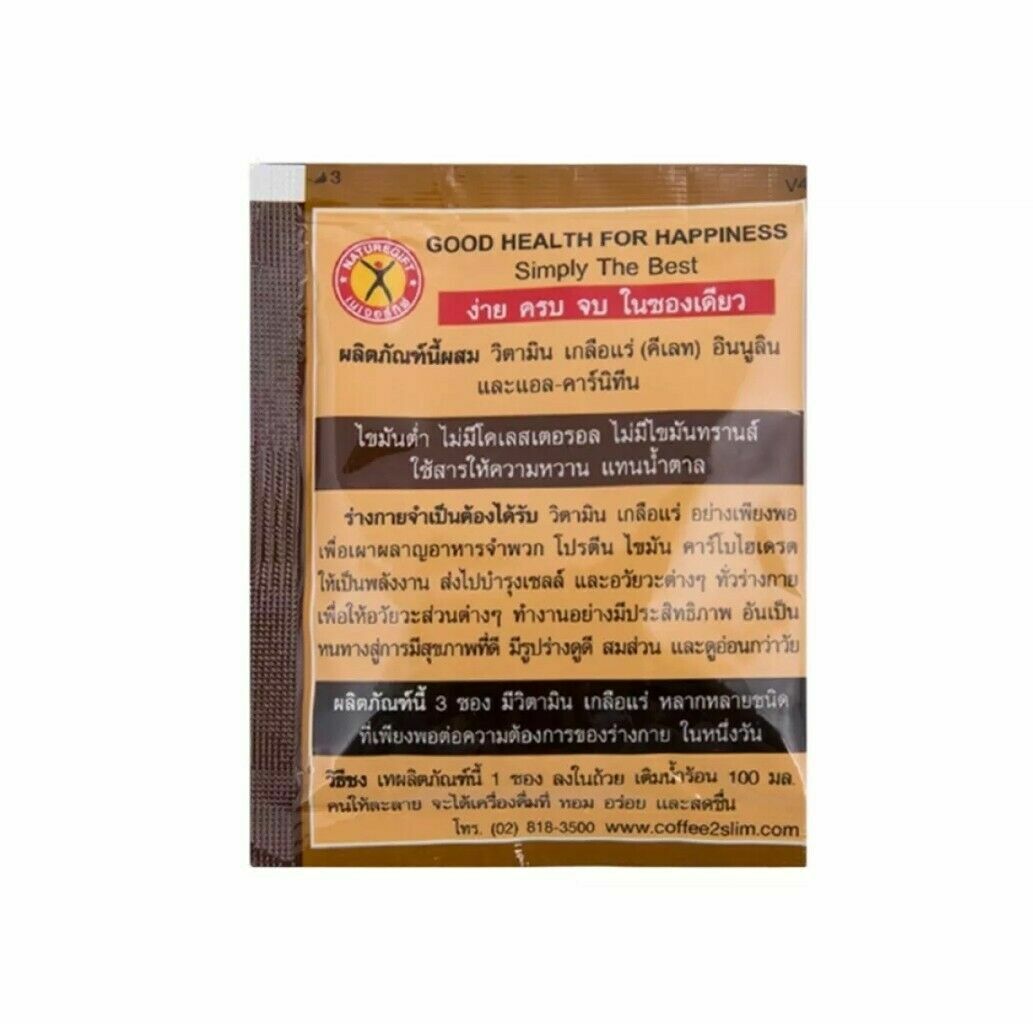 3
V4
NATUREGIFT
เนเจอร์กิฟ
GOOD HEALTH FOR HAPPINESS
Simply The Best
ง่าย ครบ จบ ในซองเดียว
ผลิตภัณฑ์นี้ผสม วิตามิน เกลือแร่ (คีเลท) อินนูลิน
และแอล-คาร์นิทีน
ไขมันต่ำ ไม่มีโคเลสเตอรอล ไม่มีไขมันทรานส์
ใช้สารให้ความหวาน แทนน้ำตาล
ร่างกายจำเป็นต้องได้รับ วิตามิน เกลือแร่ อย่างเพียงพอ
เพื่อเผาผลาญอาหารจำพวก โปรตีน ไขมัน คาร์โบไฮเดรต
ให้เป็นพลังงาน ส่งไปบำรุงเซลล์ และอวัยวะต่างๆ ทั่วร่างกาย
เพื่อให้อวัยวะส่วนต่างๆ ทำงานอย่างมีประสิทธิภาพ อันเป็น
หนทางสู่การมีสุขภาพที่ดี มีรูปร่างดูดี สมส่วน และดูอ่อนกว่าวัย
ผลิตภัณฑ์นี้ 3 ซอง มีวิตามิน เกลือแร่ หลากหลายชนิด
ที่เพียงพอต่อความต้องการของร่างกาย ในหนึ่งวัน
วิธีชง เทผลิตภัณฑ์นี้ 1 ซอง ลงในถ้วย เติมน้ำร้อน 100 มล.
คนให้ละลาย จะได้เครื่องดื่มที่ หอม อร่อย และสดชื่น
โทร. (02) 818-3500 www.coffee2slim.com